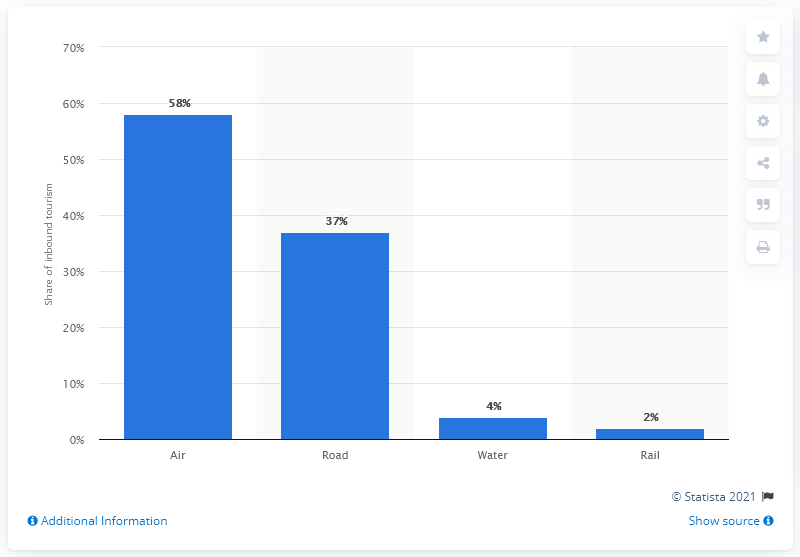 70%
60%
50%
40%
30%
20%
10%
0%
Share of inbound tourism
58%
37%
4%
2%
Air
Road
Water
Rail
© Statista 2021
Additional Information
Show source